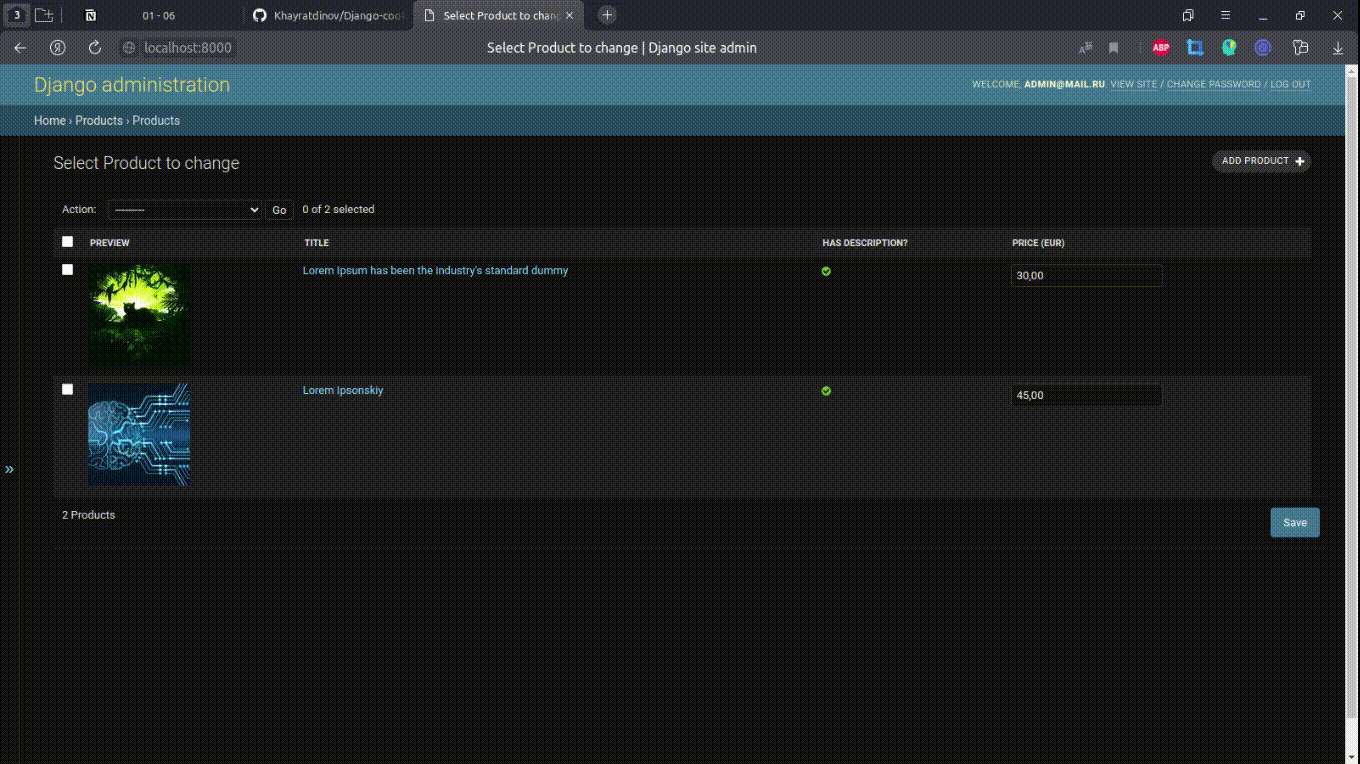 3
01 - 06
Khayratdinov/Django-coo
Select Product to chang
localhost:8000
Select Product to change | Django site admin
ABP
Django administration
WELCOME, ADMIN@MAIL.RU. VIEW SITE / CHANGE PASSWORD / LOG OUT
Home › Products › Products
Select Product to change
ADD PRODUCT
Action: --------- Go 0 of 2 selected
PREVIEW TITLE HAS DESCRIPTION? PRICE (EUR)
Lorem Ipsum has been the industry's standard dummy 30,00
Lorem Ipsonskiy 45,00
2 Products
Save